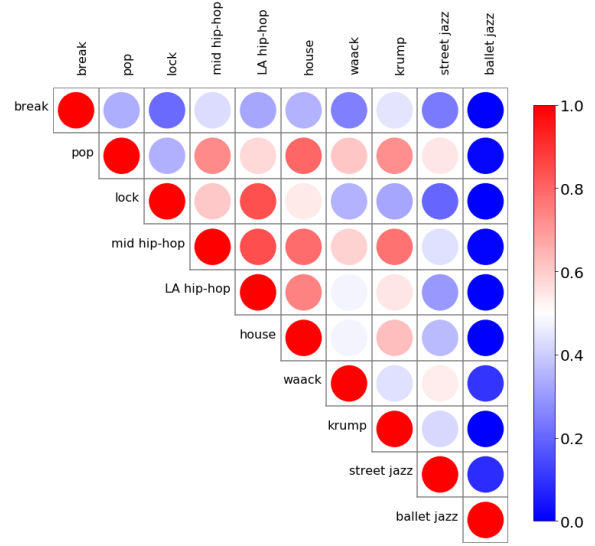 break
pop
lock
mid hip-hop
LA hip-hop
house
waack
krump
street jazz
ballet jazz
break
pop
lock
mid hip-hop
LA hip-hop
house
waack
krump
street jazz
ballet jazz
1.0
0.8
0.6
0.4
0.2
0.0